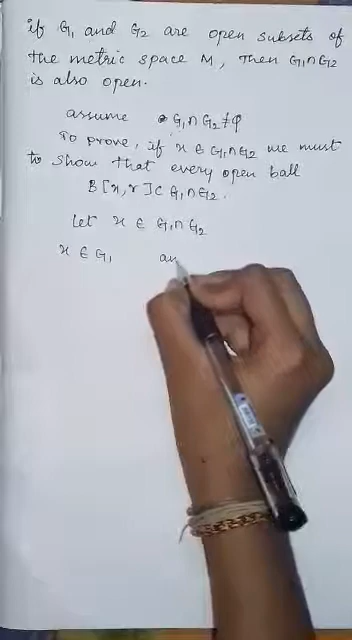 if G₁ and G₂ are open subsets of
the metric space M, then G₁∩G₂
is also open.
assume G₁∩G₂≠φ
To prove, if x ∈ G₁∩G₂ we must
to show that every open ball
B[x,r]⊂ G₁∩G₂.
Let x ∈ G₁∩G₂
x ∈ G₁ an